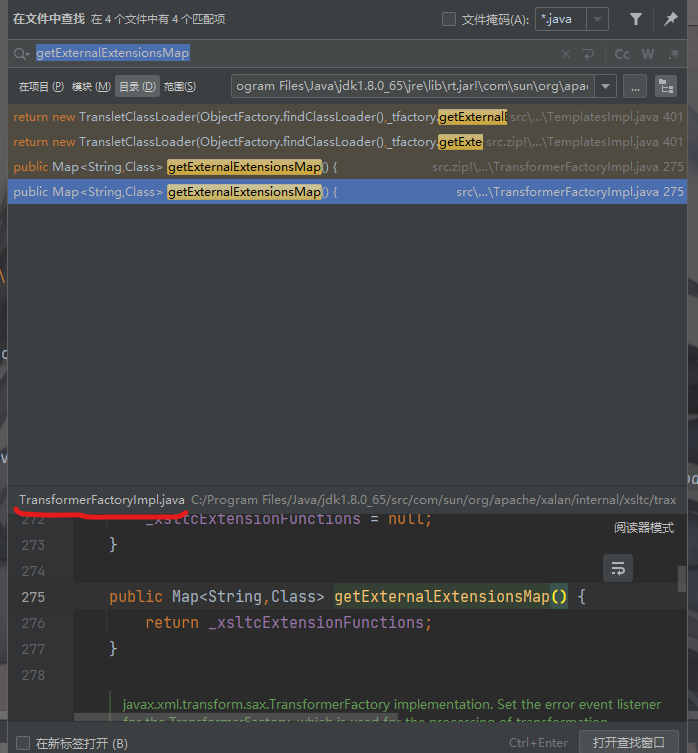 在文件中查找 在 4 个文件中有 4 个匹配项 文件掩码(A): *.java
getExternalExtensionsMap Cc W .*
在项目 (P) 模块 (M) 目录 (D) 范围(S) ogram Files\Java\jdk1.8.0_65\jre\lib\rt.jar!\com\sun\org\apac ...
return new TransletClassLoader(ObjectFactory.findClassLoader(),_tfactory.getExternalE src\...\TemplatesImpl.java 401
return new TransletClassLoader(ObjectFactory.findClassLoader(),_tfactory.getExte src.zip!\...\TemplatesImpl.java 401
public Map<String,Class> getExternalExtensionsMap() { src.zip!\...\TransformerFactoryImpl.java 275
public Map<String,Class> getExternalExtensionsMap() { src\...\TransformerFactoryImpl.java 275
TransformerFactoryImpl.java C:/Program Files/Java/jdk1.8.0_65/src/com/sun/org/apache/xalan/internal/xsltc/trax
272 _xsltcExtensionFunctions = null;
阅读器模式
273 }
274
275 public Map<String,Class> getExternalExtensionsMap() {
276 return _xsltcExtensionFunctions;
277 }
278
javax.xml.transform.sax.TransformerFactory implementation. Set the error event listener
for the TransformerFactory, which is used for the processing of transformation
在新标签打开 (B) Ctrl+Enter 打开查找窗口